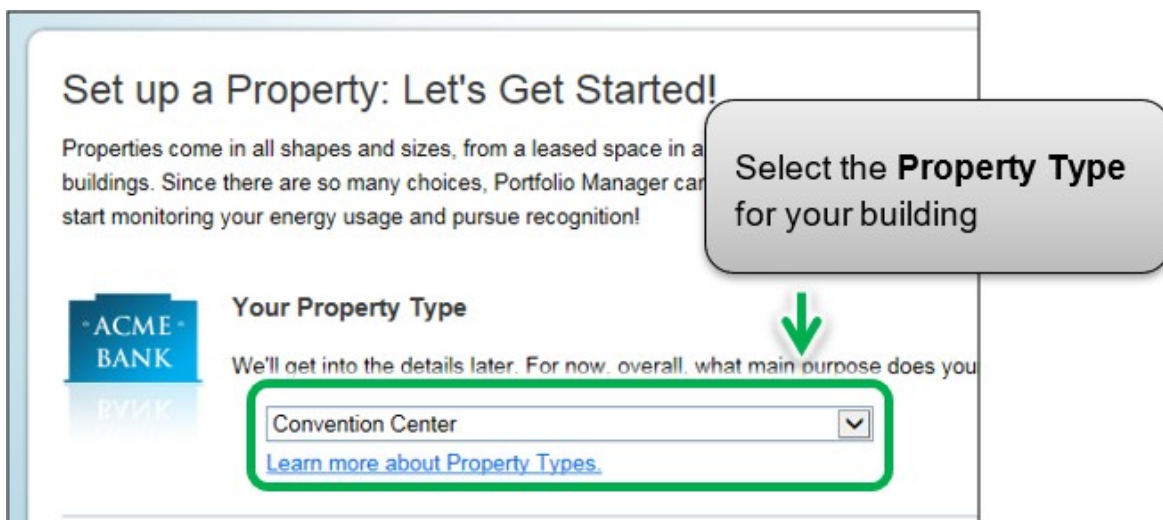 Set up a Property: Let's Get Started!
Properties come in all shapes and sizes, from a leased space in a
buildings. Since there are so many choices, Portfolio Manager can
start monitoring your energy usage and pursue recognition!
Select the Property Type
for your building
ACME
BANK
Your Property Type
We'll get into the details later. For now, overall, what main purpose does you
Convention Center
Learn more about Property Types.